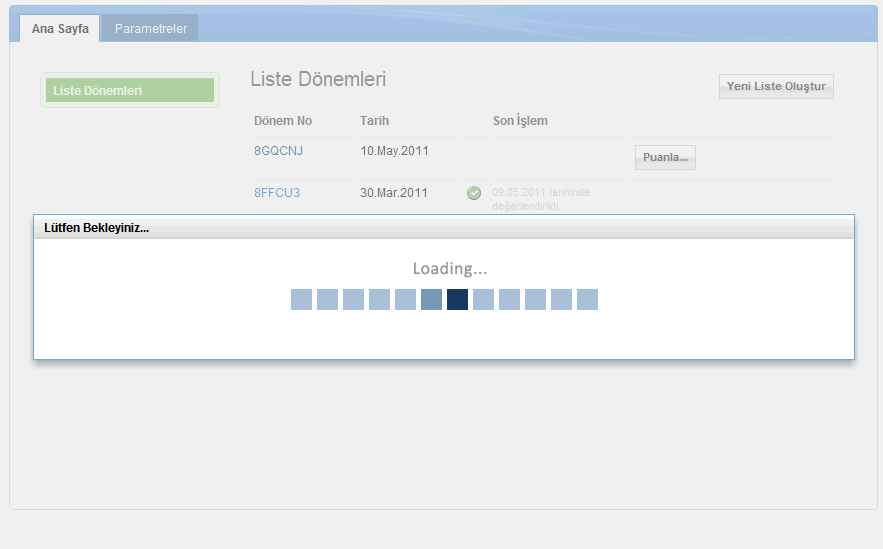 Ana Sayfa
Parametreler
Liste Dönemleri
Liste Dönemleri
Yeni Liste Oluştur
Dönem No
Tarih
Son İşlem
8GQCNJ
10.May.2011
Puanla...
8FFCU3
30.Mar.2011
09.05.2011 tarihinde
değerlendirildi.
Lütfen Bekleyiniz...
Loading...